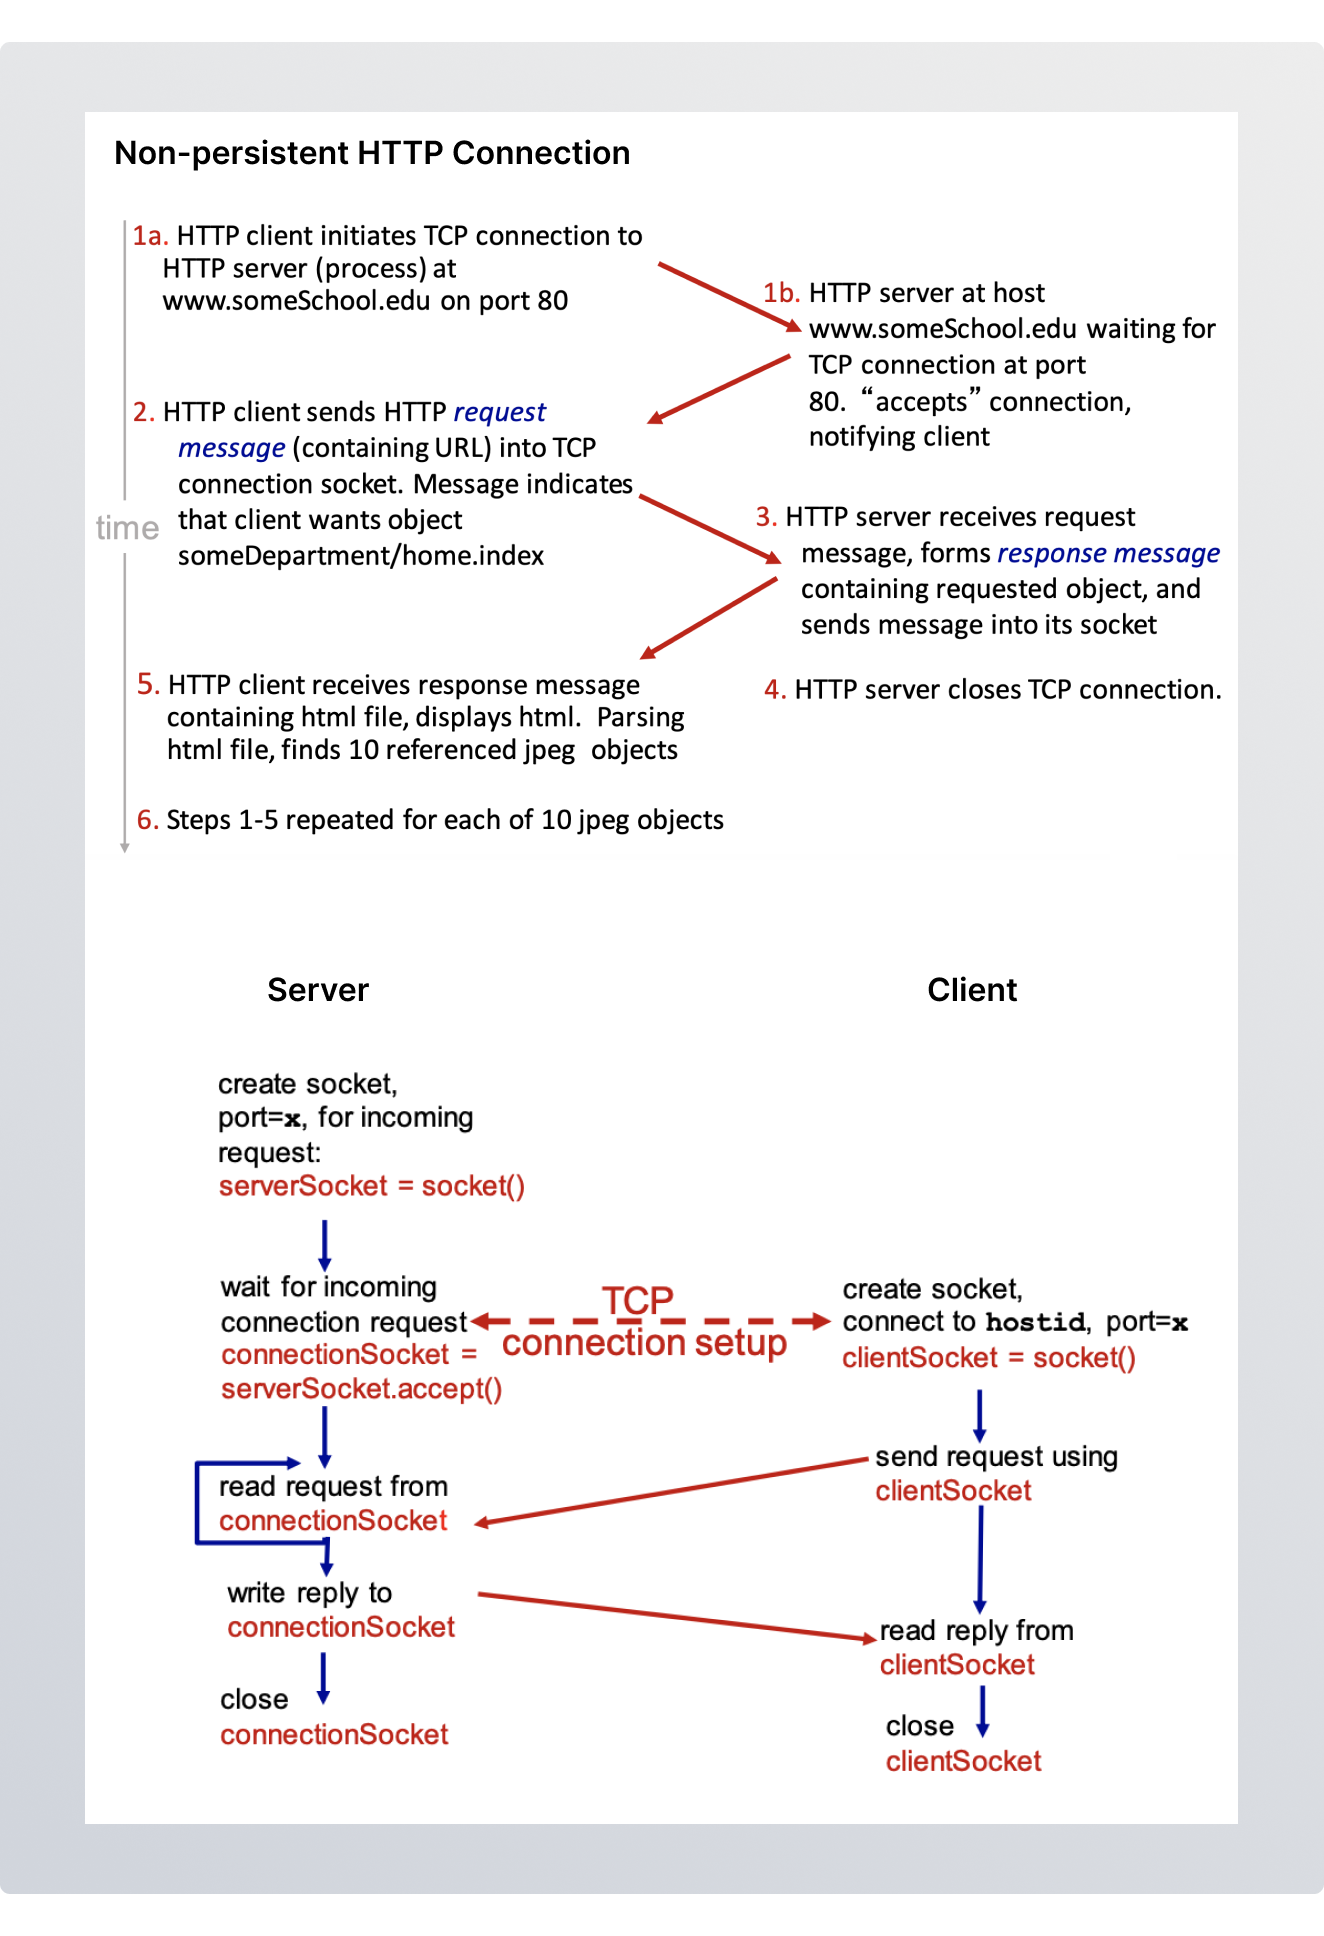 Non-persistent HTTP Connection
1a. HTTP client initiates TCP connection to
HTTP server (process) at
www.someSchool.edu on port 80
1b. HTTP server at host
www.someSchool.edu waiting for
TCP connection at port
80. “accepts” connection,
notifying client
2. HTTP client sends HTTP request
message (containing URL) into TCP
connection socket. Message indicates
that client wants object
someDepartment/home.index
time
3. HTTP server receives request
message, forms response message
containing requested object, and
sends message into its socket
5. HTTP client receives response message
containing html file, displays html. Parsing
html file, finds 10 referenced jpeg objects
4. HTTP server closes TCP connection.
6. Steps 1-5 repeated for each of 10 jpeg objects
Server
Client
create socket,
port=x, for incoming
request:
serverSocket = socket()
wait for incoming
connection request
connectionSocket =
serverSocket.accept()
TCP
connection setup
create socket,
connect to hostid, port=x
clientSocket = socket()
send request using
clientSocket
read request from
connectionSocket
write reply to
connectionSocket
read reply from
clientSocket
close
connectionSocket
close
clientSocket